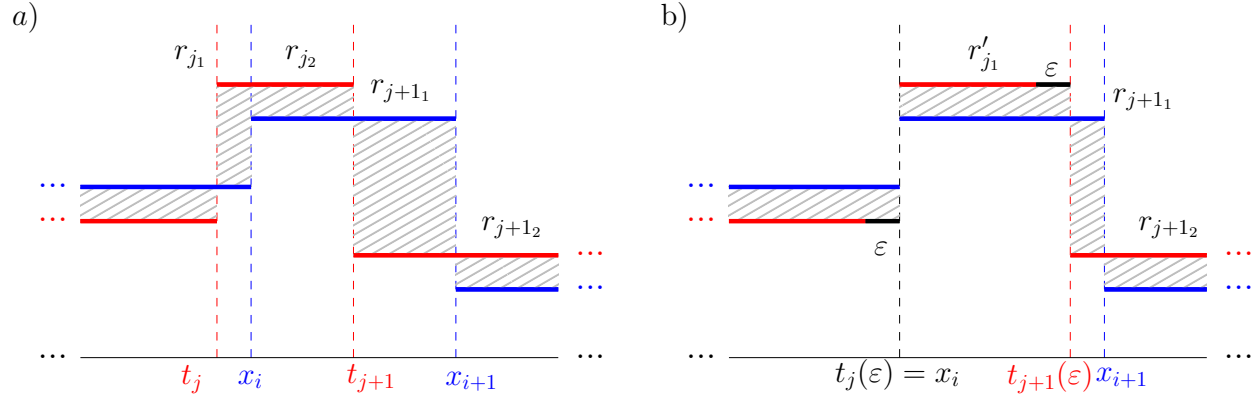 a)
r_{j_1} r_{j_2}
r_{j+1_1}
... 
...
r_{j+1_2}
...
...
...
t_j x_i t_{j+1} x_{i+1}
b)
r'_{j_1} ε
r_{j+1_1}
...
...
ε
r_{j+1_2}
...
...
... ...
t_j(ε) = x_i t_{j+1}(ε) x_{i+1}